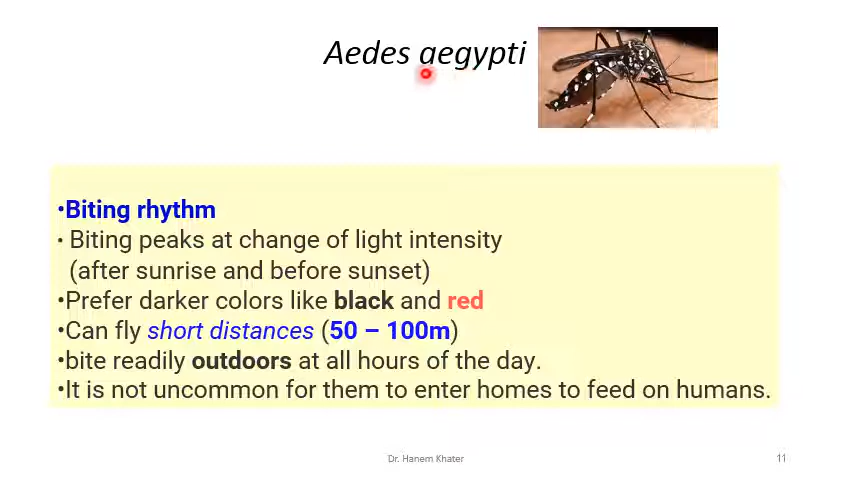 Aedes aegypti
•Biting rhythm
• Biting peaks at change of light intensity
(after sunrise and before sunset)
•Prefer darker colors like black and red
•Can fly short distances (50 – 100m)
•bite readily outdoors at all hours of the day.
•It is not uncommon for them to enter homes to feed on humans.
Dr. Hanem Khater
11